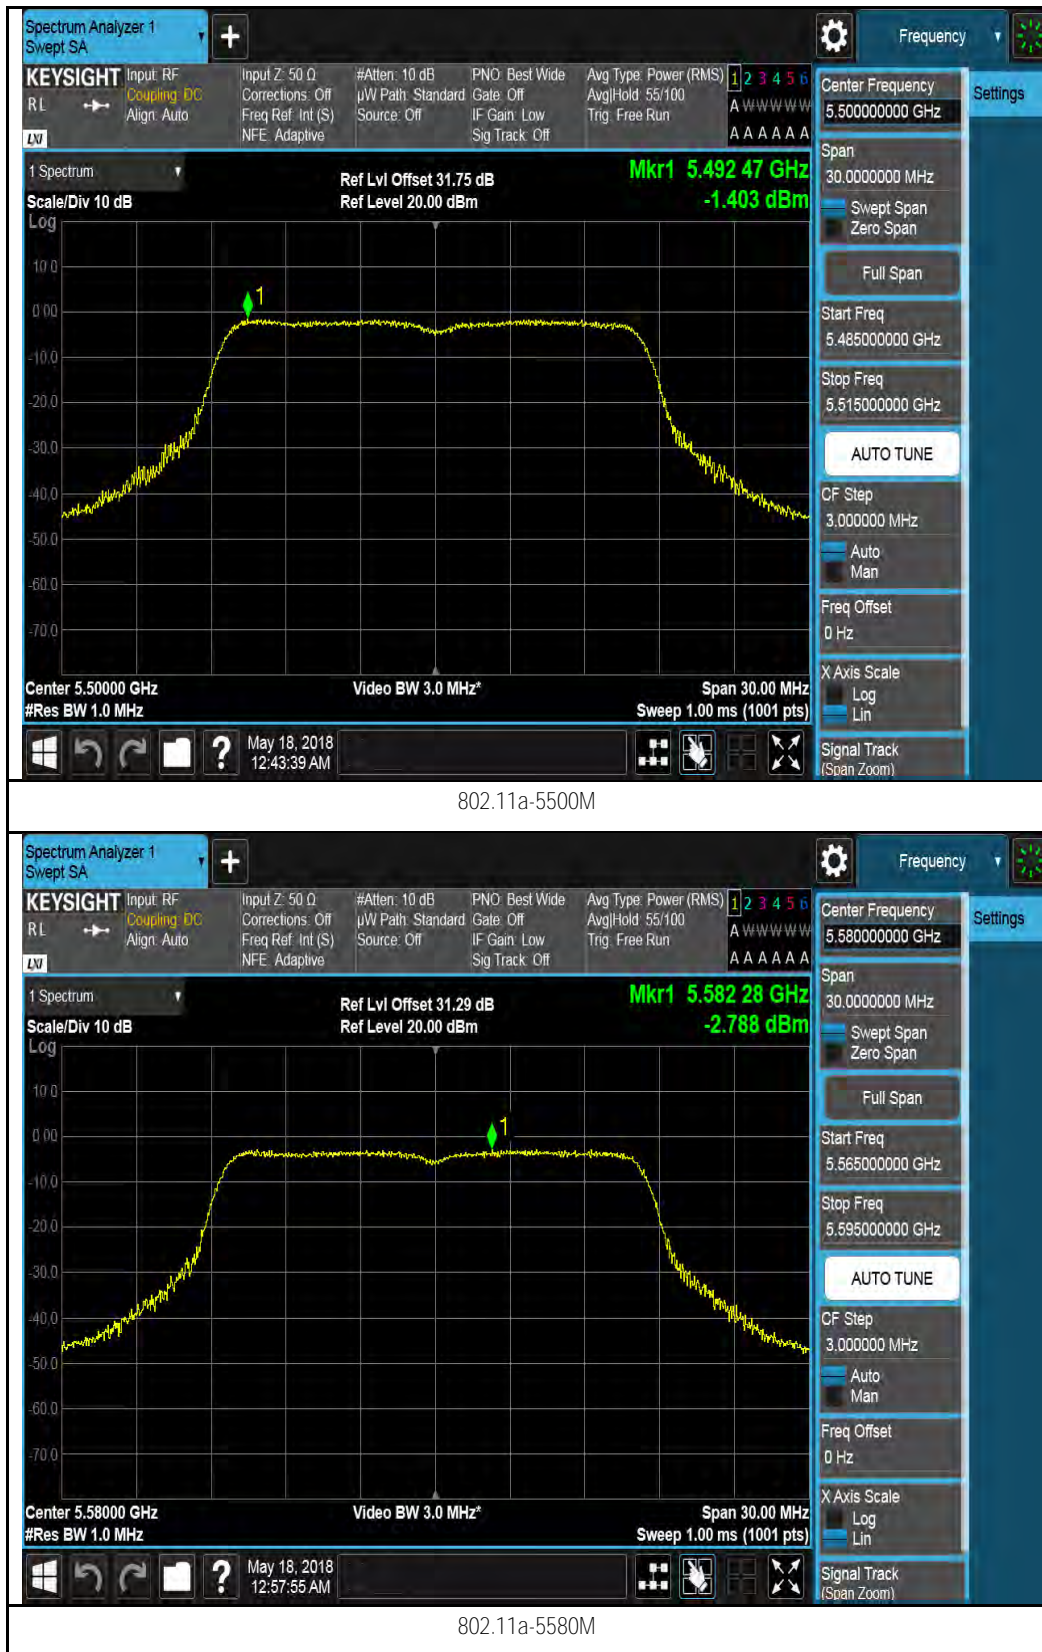 Spectrum Analyzer 1
Swept SA
+
Frequency
KEYSIGHT
R L
LXI
Input: RF
Coupling: DC
Align: Auto
Input Z: 50 Ω
Corrections: Off
Freq Ref: Int (S)
NFE: Adaptive
#Atten: 10 dB
µW Path: Standard
Source: Off
PNO: Best Wide
Gate: Off
IF Gain: Low
Sig Track: Off
Avg Type: Power (RMS)
Avg|Hold: 55/100
Trig: Free Run
1 2 3 4 5 6
A W W W W W
A A A A A A
1 Spectrum
Scale/Div 10 dB
Log
Ref Lvl Offset 31.75 dB
Ref Level 20.00 dBm
Mkr1 5.492 47 GHz
-1.403 dBm
10.0
0.00
-10.0
-20.0
-30.0
-40.0
-50.0
-60.0
-70.0
1
Center 5.50000 GHz
#Res BW 1.0 MHz
Video BW 3.0 MHz*
Span 30.00 MHz
Sweep 1.00 ms (1001 pts)
?
May 18, 2018
12:43:39 AM
Center Frequency
5.500000000 GHz
Span
30.0000000 MHz
Swept Span
Zero Span
Full Span
Start Freq
5.485000000 GHz
Stop Freq
5.515000000 GHz
AUTO TUNE
CF Step
3.000000 MHz
Auto
Man
Freq Offset
0 Hz
X Axis Scale
Log
Lin
Signal Track
(Span Zoom)
Settings
802.11a-5500M
Spectrum Analyzer 1
Swept SA
+
Frequency
KEYSIGHT
R L
LXI
Input: RF
Coupling: DC
Align: Auto
Input Z: 50 Ω
Corrections: Off
Freq Ref: Int (S)
NFE: Adaptive
#Atten: 10 dB
µW Path: Standard
Source: Off
PNO: Best Wide
Gate: Off
IF Gain: Low
Sig Track: Off
Avg Type: Power (RMS)
Avg|Hold: 55/100
Trig: Free Run
1 2 3 4 5 6
A W W W W W
A A A A A A
1 Spectrum
Scale/Div 10 dB
Log
Ref Lvl Offset 31.29 dB
Ref Level 20.00 dBm
Mkr1 5.582 28 GHz
-2.788 dBm
10.0
0.00
-10.0
-20.0
-30.0
-40.0
-50.0
-60.0
-70.0
1
Center 5.58000 GHz
#Res BW 1.0 MHz
Video BW 3.0 MHz*
Span 30.00 MHz
Sweep 1.00 ms (1001 pts)
?
May 18, 2018
12:57:55 AM
Center Frequency
5.580000000 GHz
Span
30.0000000 MHz
Swept Span
Zero Span
Full Span
Start Freq
5.565000000 GHz
Stop Freq
5.595000000 GHz
AUTO TUNE
CF Step
3.000000 MHz
Auto
Man
Freq Offset
0 Hz
X Axis Scale
Log
Lin
Signal Track
(Span Zoom)
Settings
802.11a-5580M